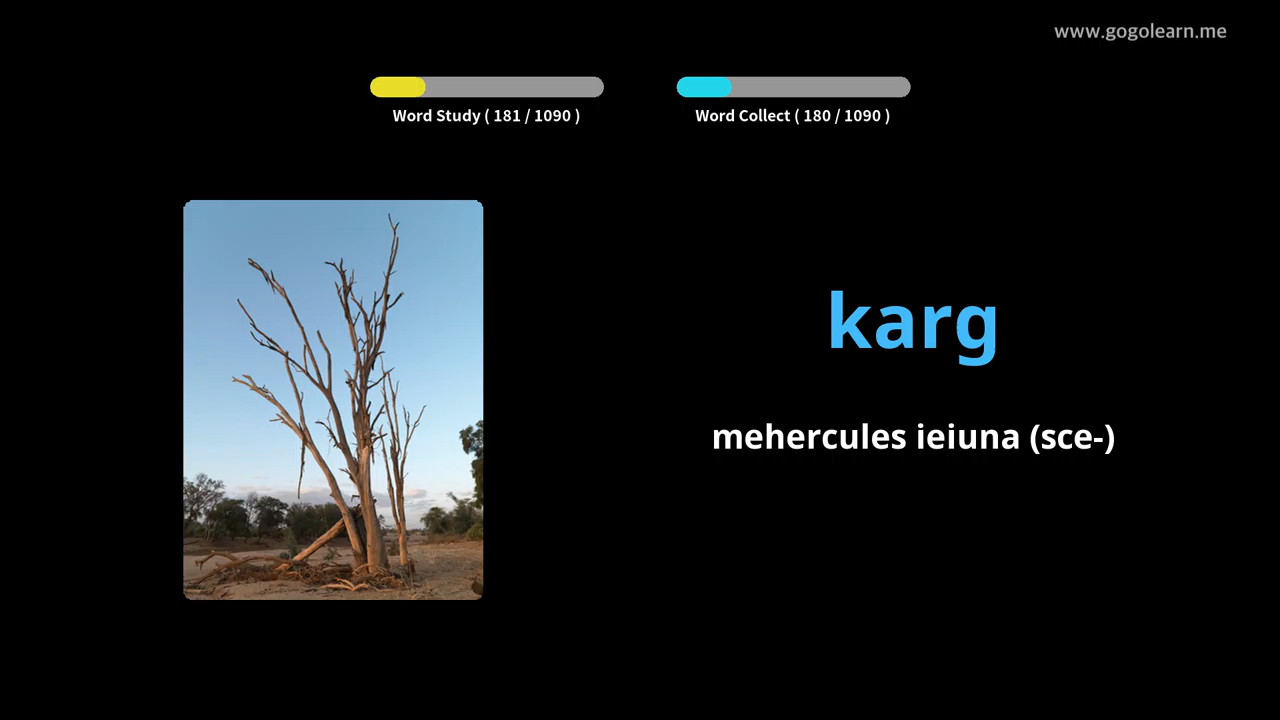 www.gogolearn.me
Word Study ( 181 / 1090 )
Word Collect ( 180 / 1090 )
karg
mehercules ieiuna (sce-)